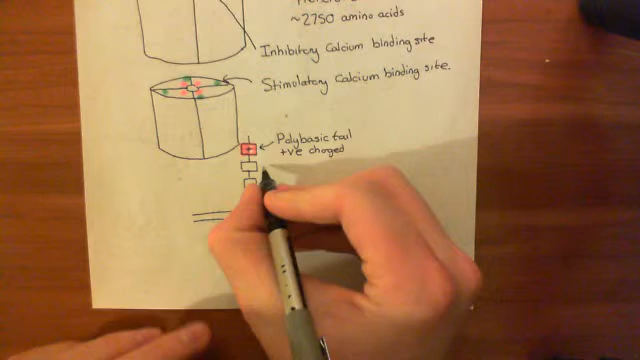 ~2750 amino acids
Inhibitory Calcium binding site
Stimulatory Calcium binding site.
Polybasic tail
+ve charged
+